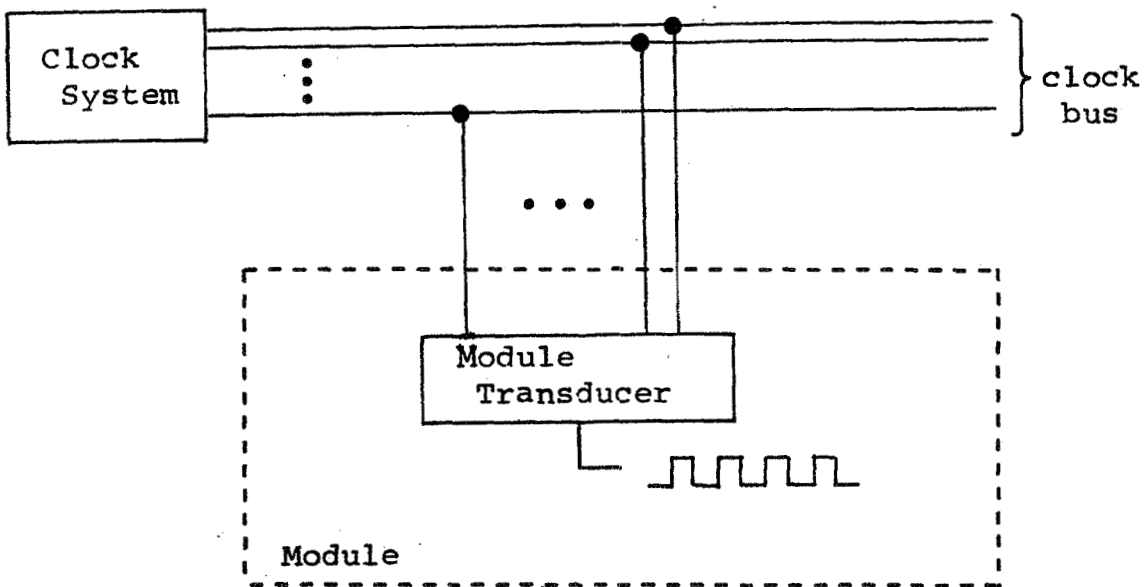 Clock
System
clock
bus
Module
Transducer
Module